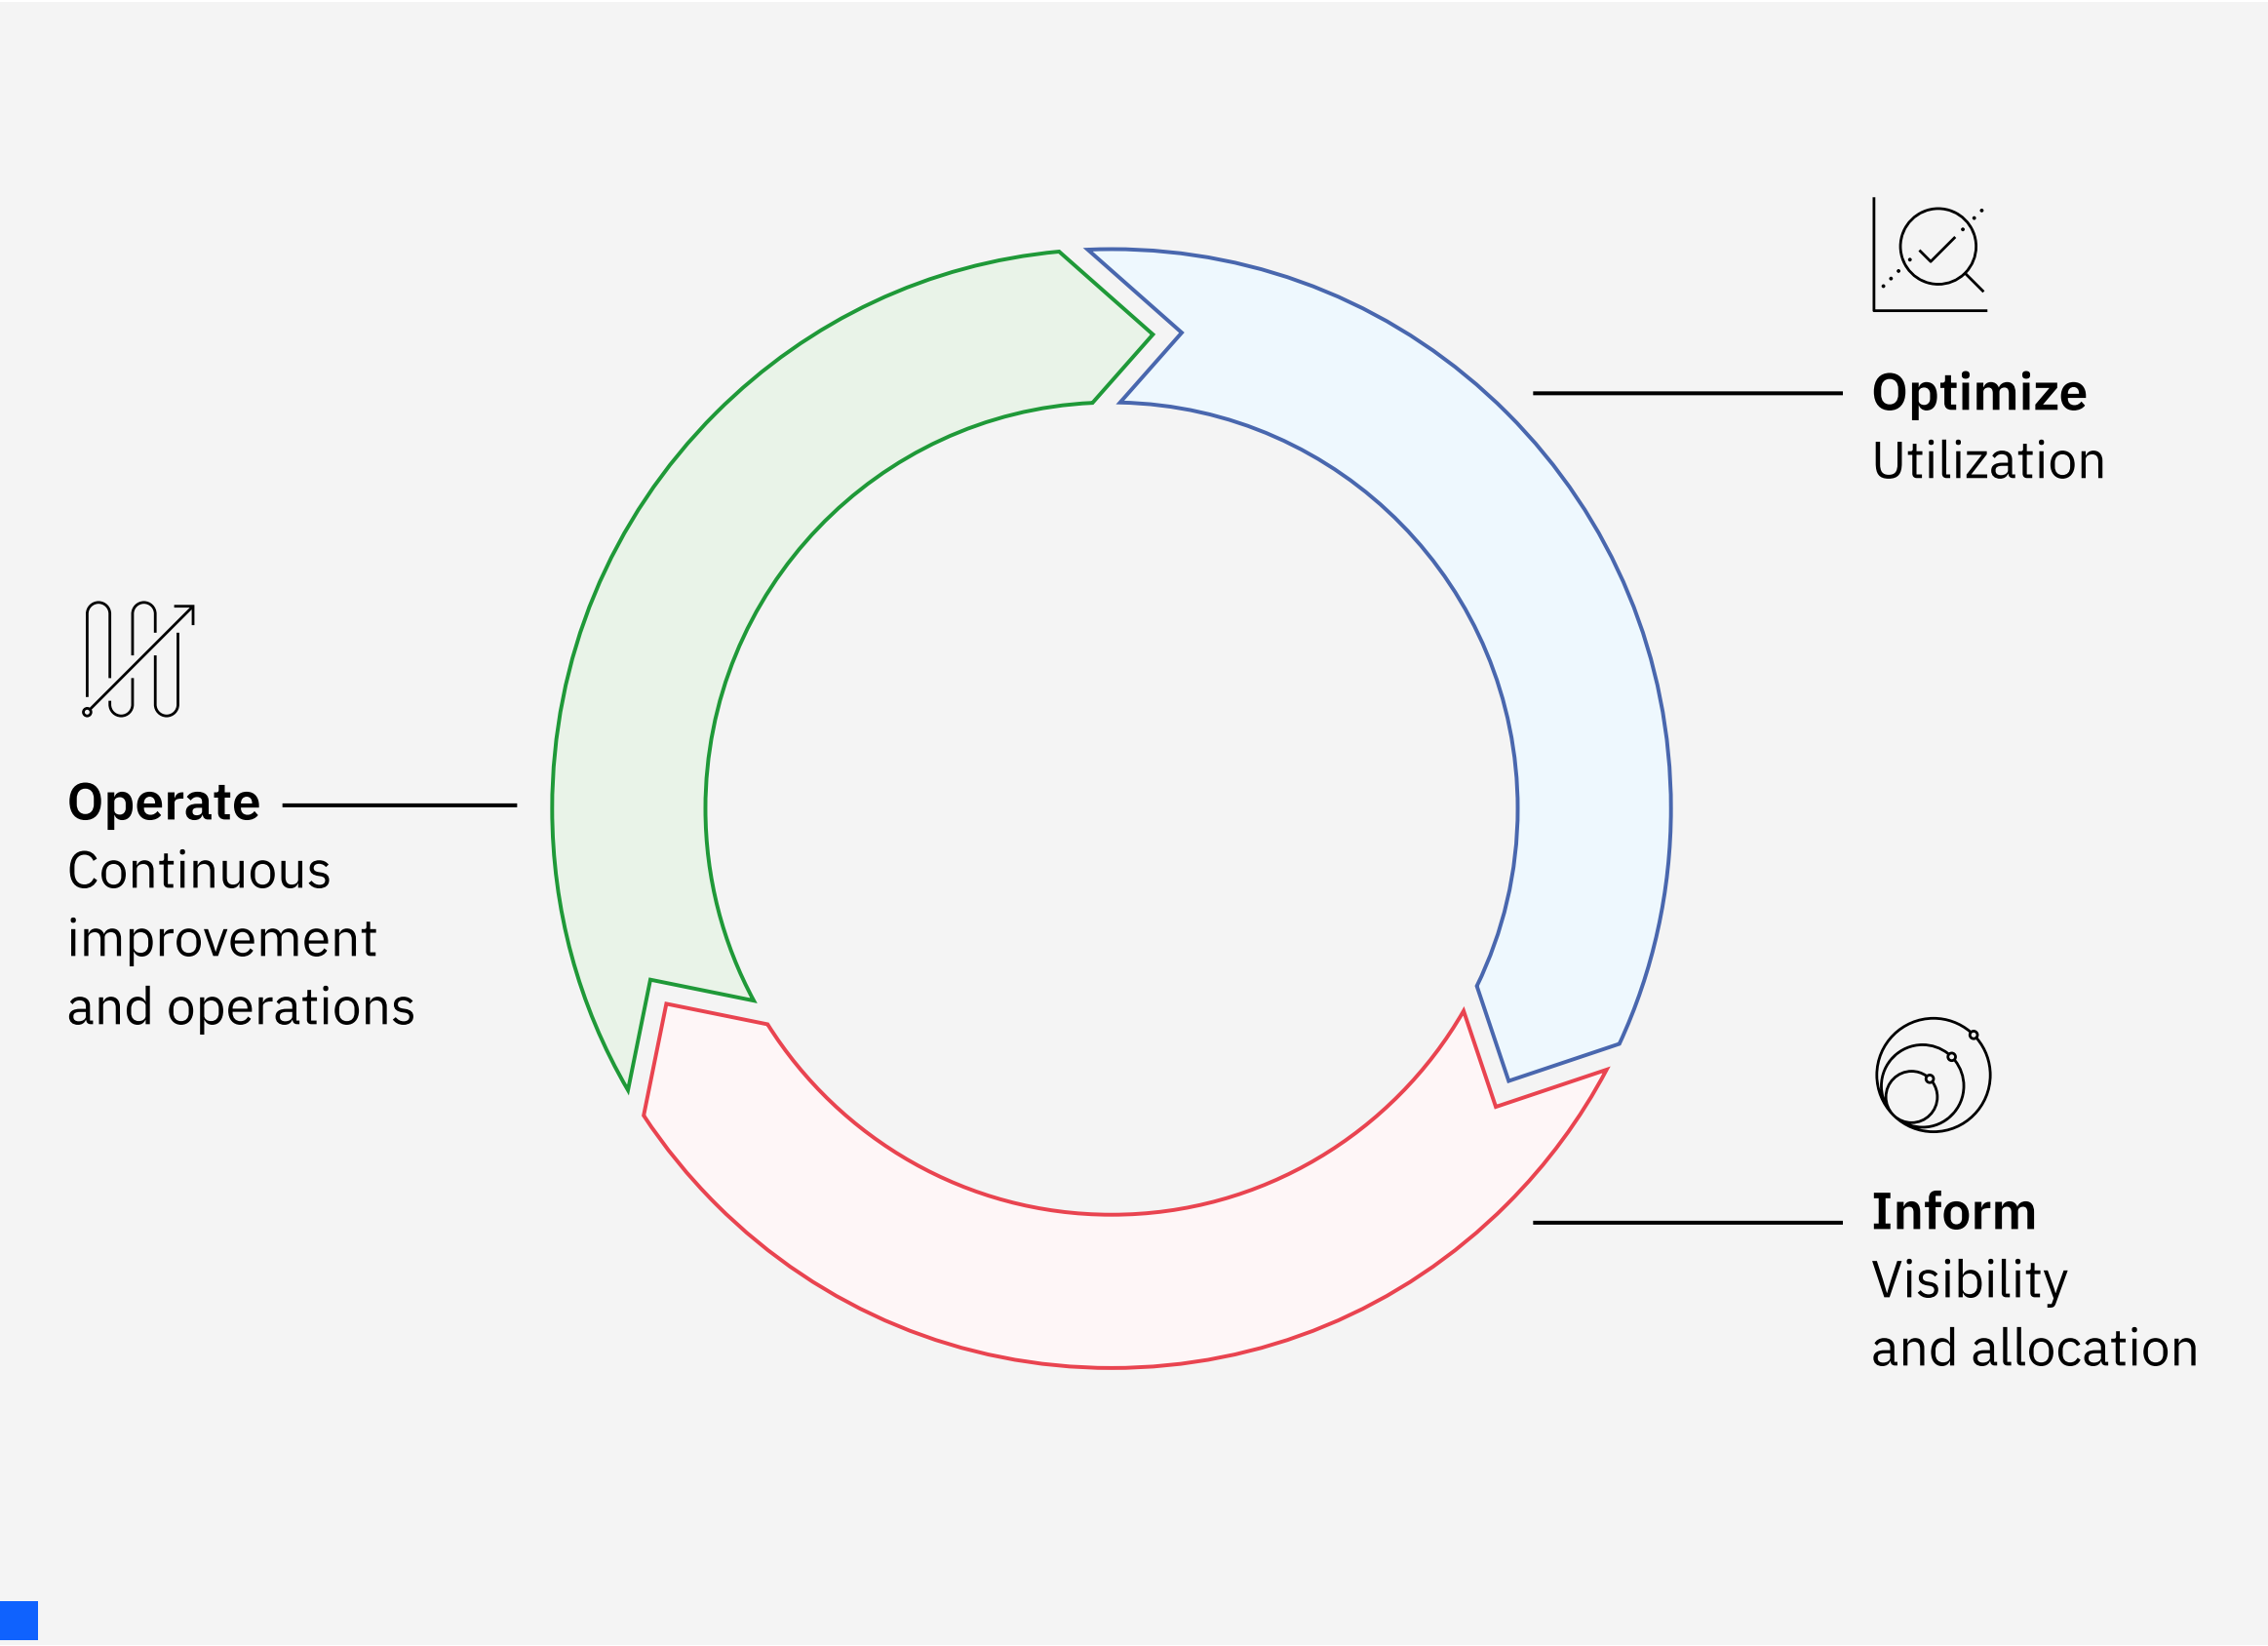 Optimize
Utilization
Operate
Continuous
improvement
and operations
Inform
Visibility
and allocation